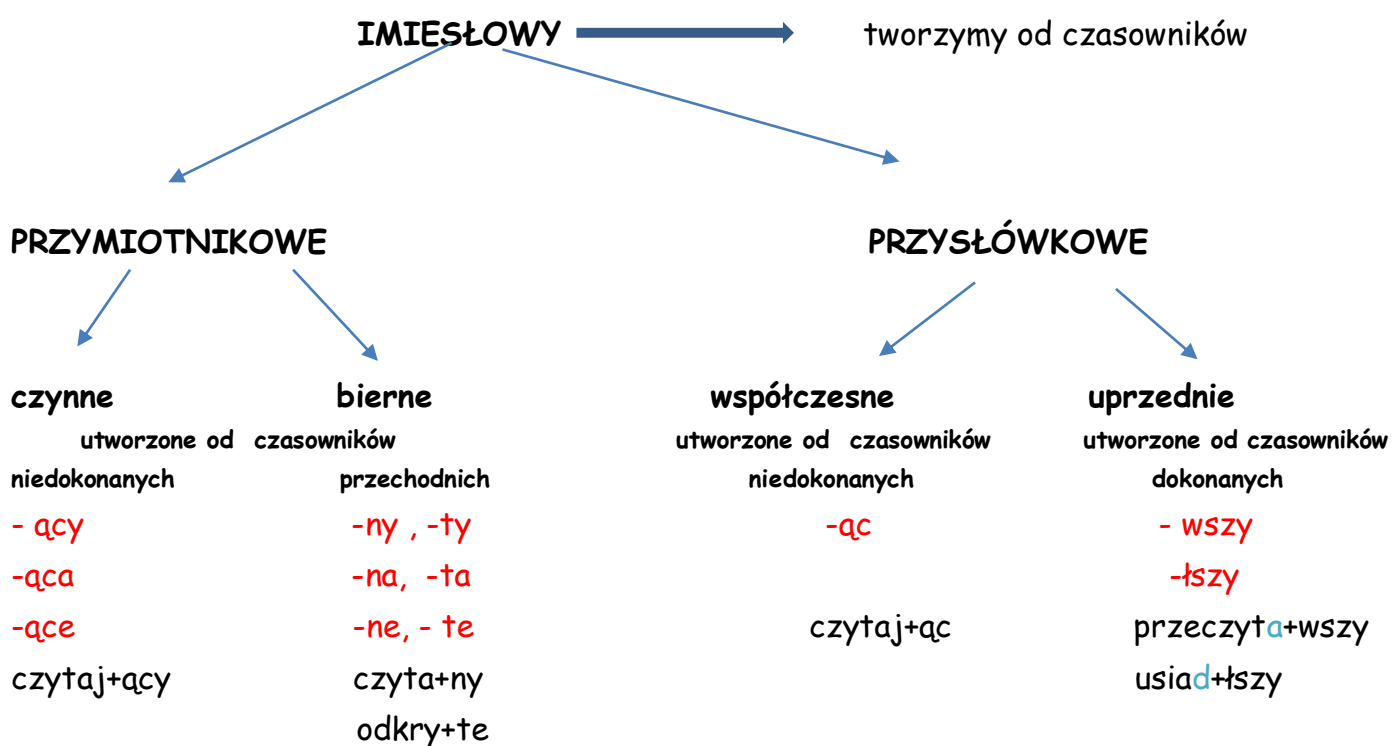 IMIESŁOWY tworzymy od czasowników
PRZYMIOTNIKOWE PRZYSŁÓWKOWE
czynne bierne współczesne uprzednie
utworzone od czasowników utworzone od czasowników utworzone od czasowników
niedokonanych przechodnich niedokonanych dokonanych
- ący -ny , -ty -ąc - wszy
-ąca -na, -ta -łszy
-ące -ne, - te czytaj+ąc przeczyta+wszy
czytaj+ący czyta+ny usiad+łszy
odkry+te